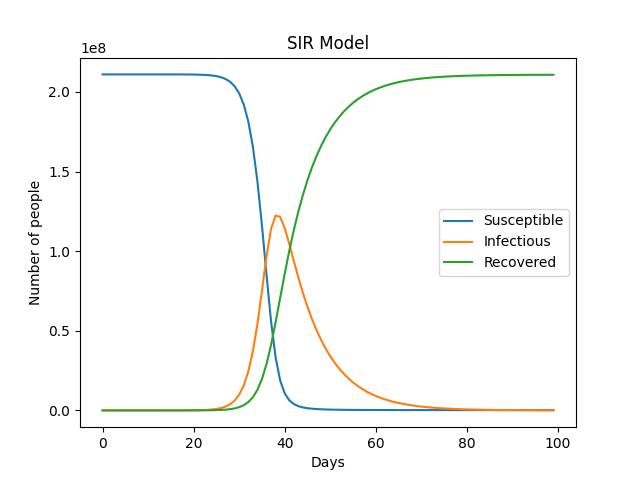 SIR Model
1e8
2.0
1.5
1.0
0.5
0.0
Number of people
Susceptible
Infectious
Recovered
0 20 40 60 80 100
Days